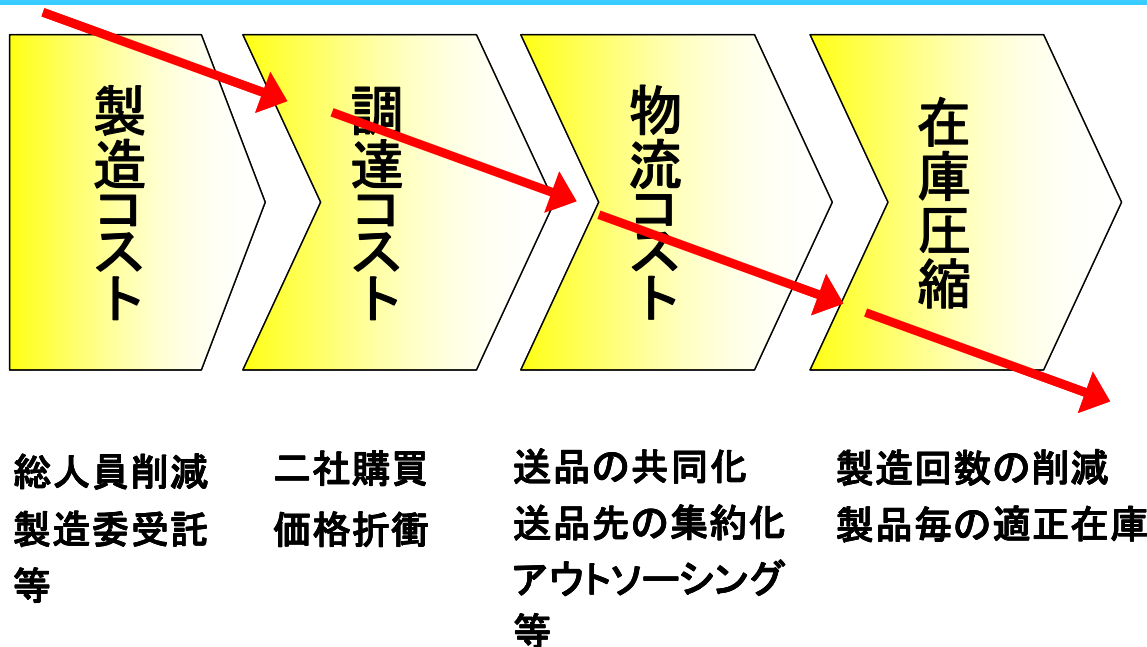 製造コスト
調達コスト
物流コスト
在庫圧縮
総人員削減
製造委受託
等
二社購買
価格折衝
送品の共同化
送品先の集約化
アウトソーシング
等
製造回数の削減
製品毎の適正在庫